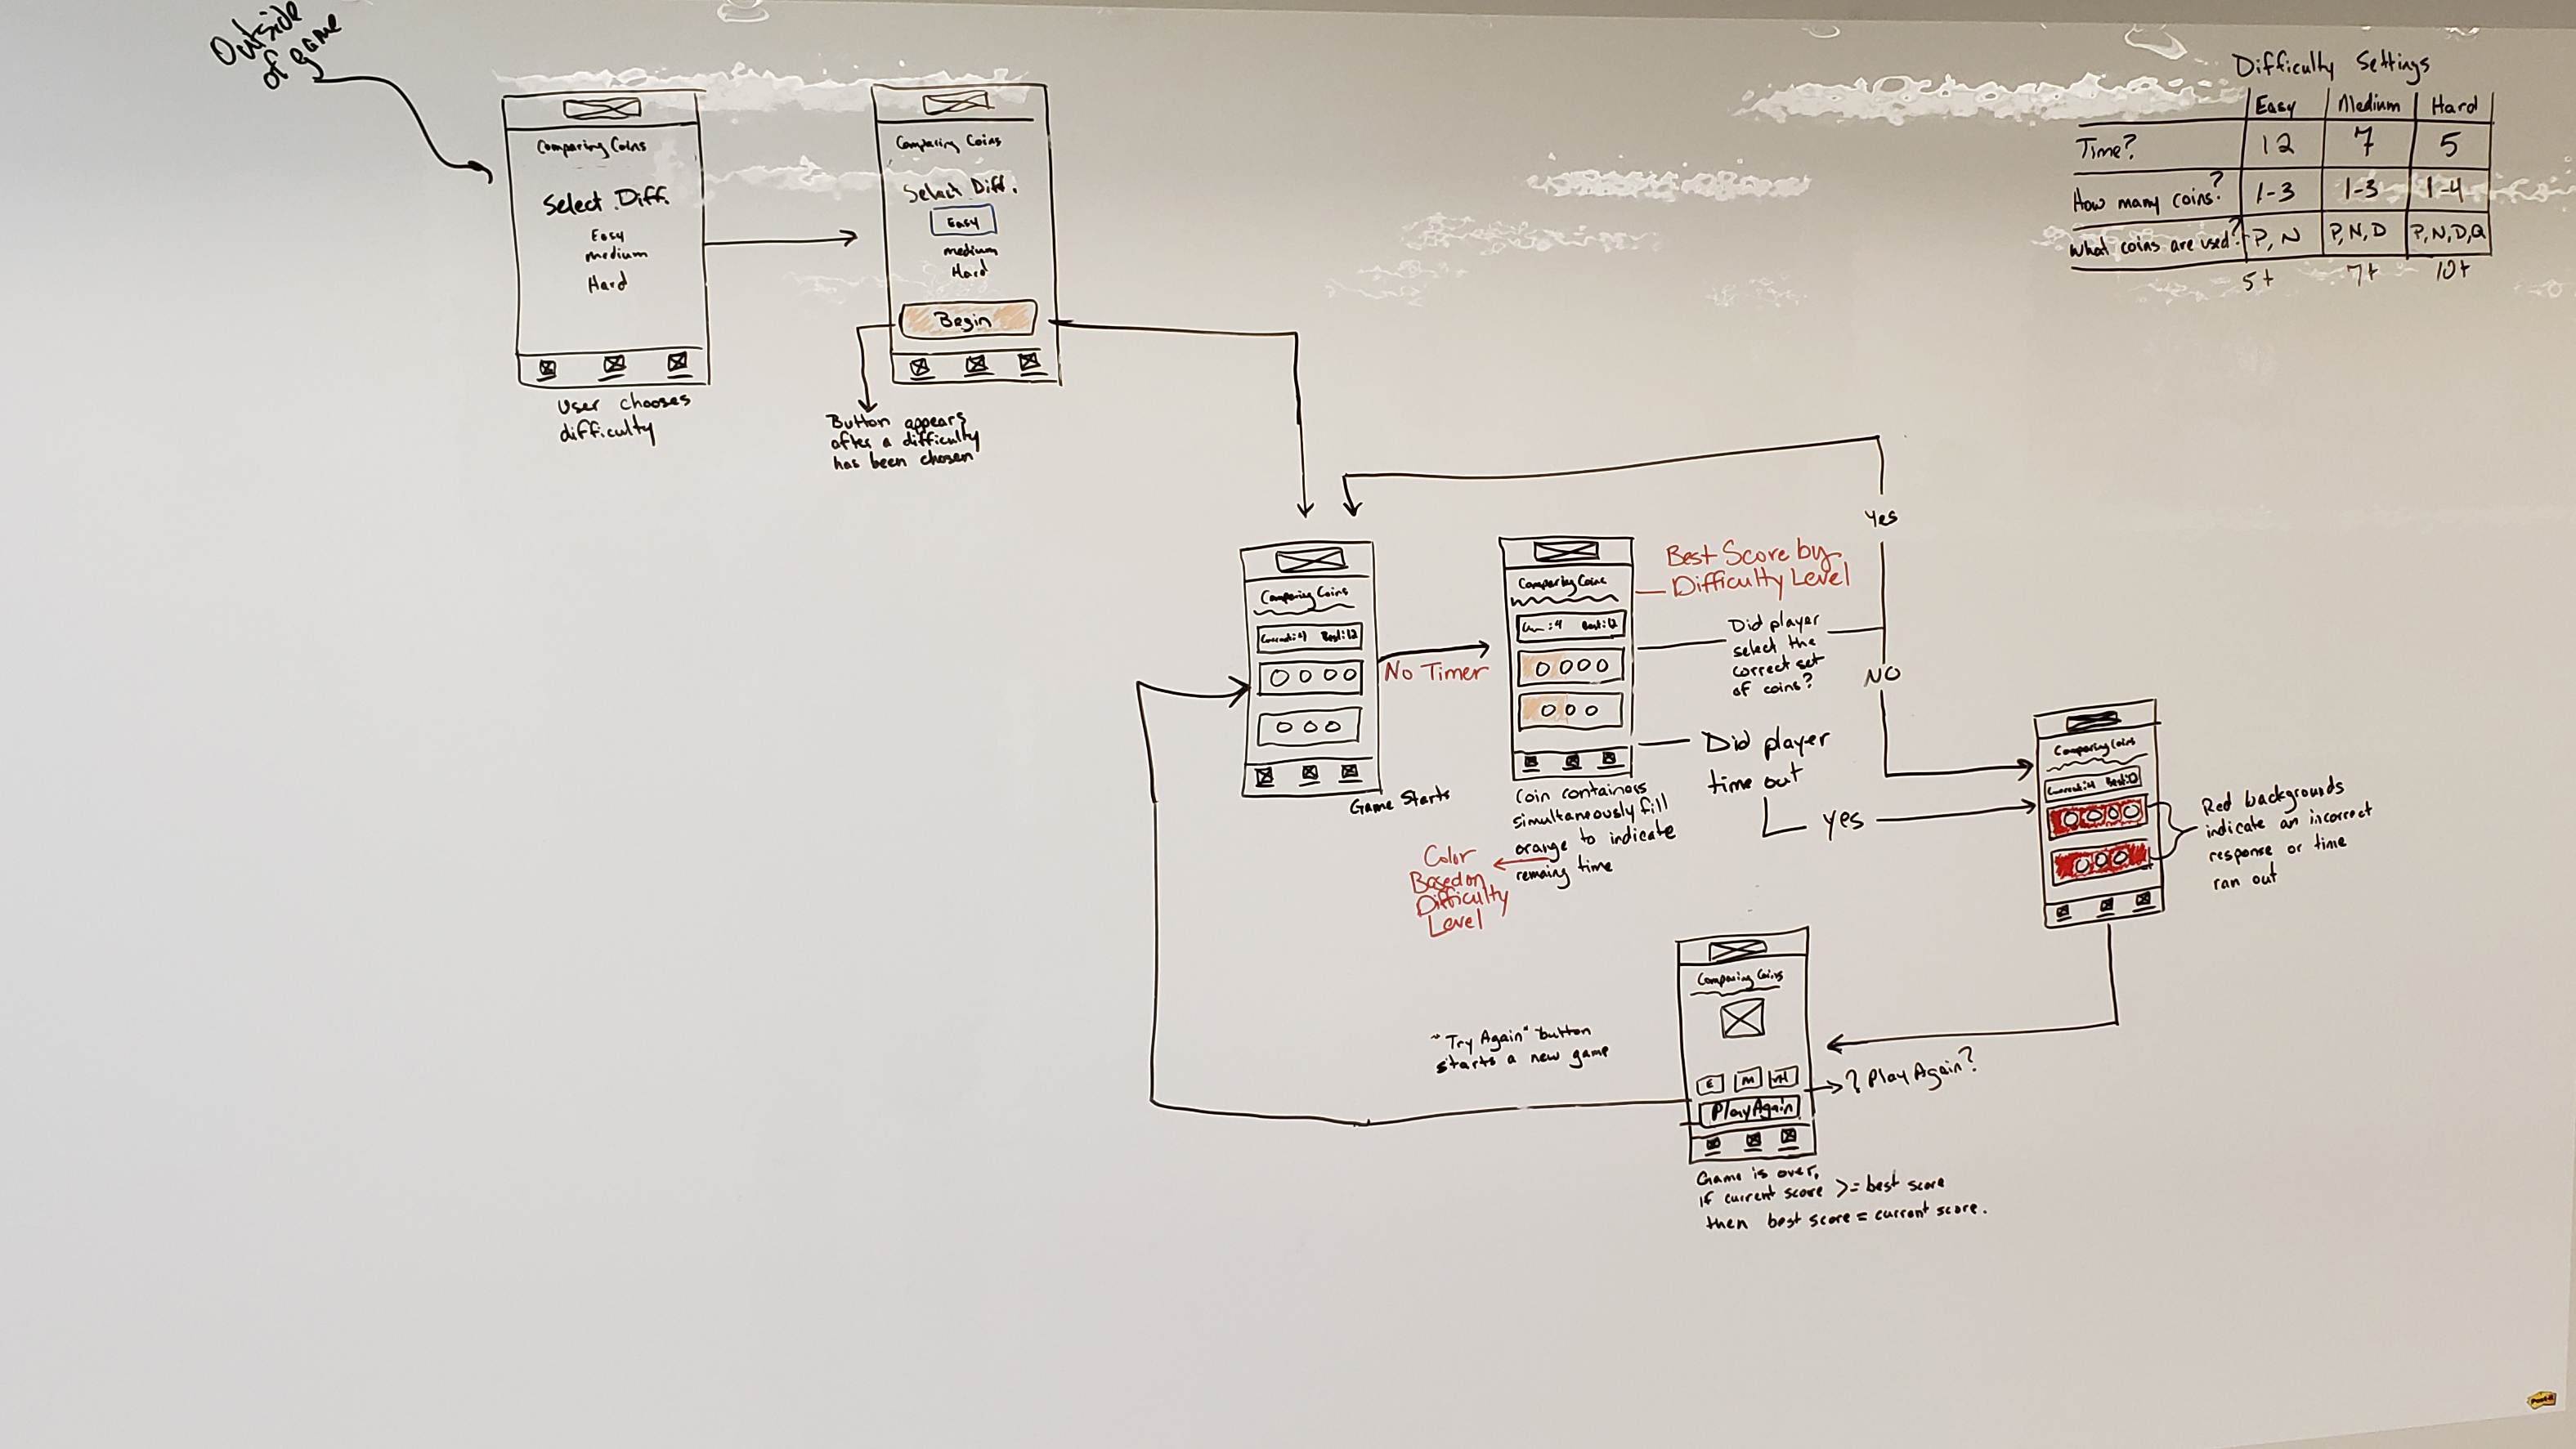 Outside
of game
Comparing Coins
Select Diff.
Easy
medium
Hard
User chooses
difficulty
Comparing Coins
Select Diff.
Easy
medium
Hard
Begin
Button appears
after a difficulty
has been chosen
Difficulty Settings
Easy Medium Hard
Time? 12 7 5
How many coins? 1-3 1-3 1-4
What coins are used? P, N P, N, D P, N, D, Q
5+ 7+ 10+
Comparing Coins
Current:4 Best:12
Game Starts
No Timer
Comparing Coins
Curr:4 Best:12
Coin containers
simultaneously fill
orange to indicate
remaing time
Color
Based on
Difficulty
Level
Best Score by
Difficulty Level
Did player
select the
correct set
of coins?
Yes
NO
Did player
time out
yes
Comparing Coins
Current:4
Red backgrounds
indicate an incorrect
response or time
ran out
Comparing Coins
E M H
Play Again
? Play Again?
"Try Again" button
starts a new game
Game is over,
if current score >= best score
then best score = current score.
Post-it